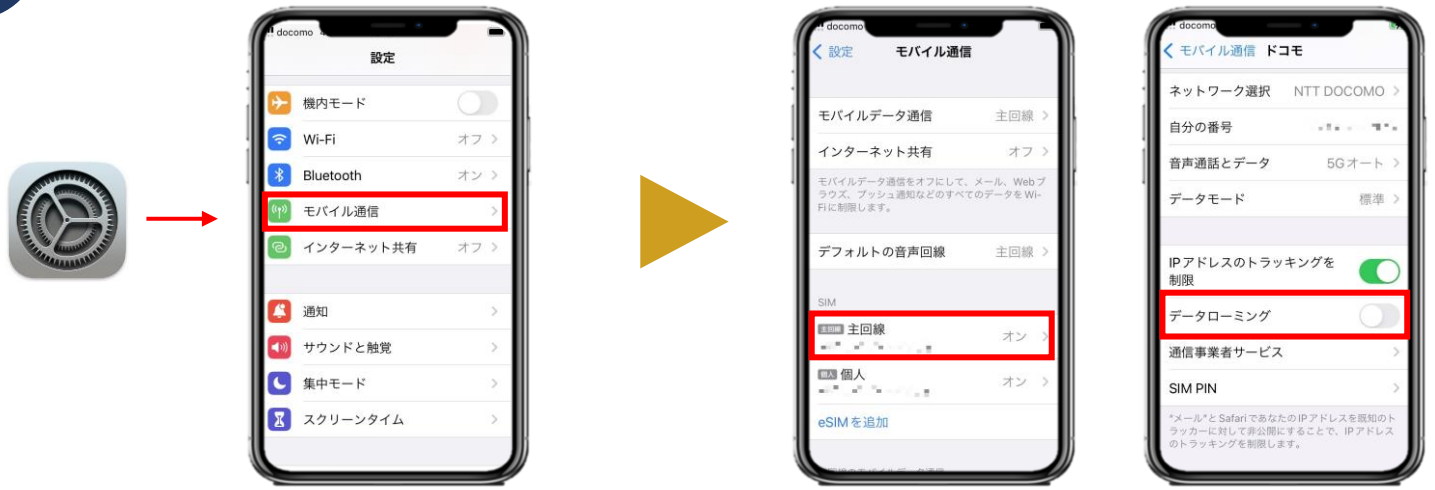 docomo
設定
機内モード
Wi-Fi オフ
Bluetooth オン
モバイル通信
インターネット共有 オフ
通知
サウンドと触覚
集中モード
スクリーンタイム
docomo
設定 モバイル通信
モバイルデータ通信 主回線
インターネット共有 オフ
モバイルデータ通信をオフにして、メール、Webブ
ラウズ、プッシュ通知などのすべてのデータをWi-
Fiに制限します。
デフォルトの音声回線 主回線
SIM
主回線 主回線 オン
個人 個人 オン
eSIMを追加
docomo
モバイル通信 ドコモ
ネットワーク選択 NTT DOCOMO
自分の番号
音声通話とデータ 5Gオート
データモード 標準
IPアドレスのトラッキングを
制限
データローミング
通信事業者サービス
SIM PIN
"メール"とSafariであなたのIPアドレスを既知のト
ラッカーに対して非公開にすることで、IPアドレス
のトラッキングを制限します。